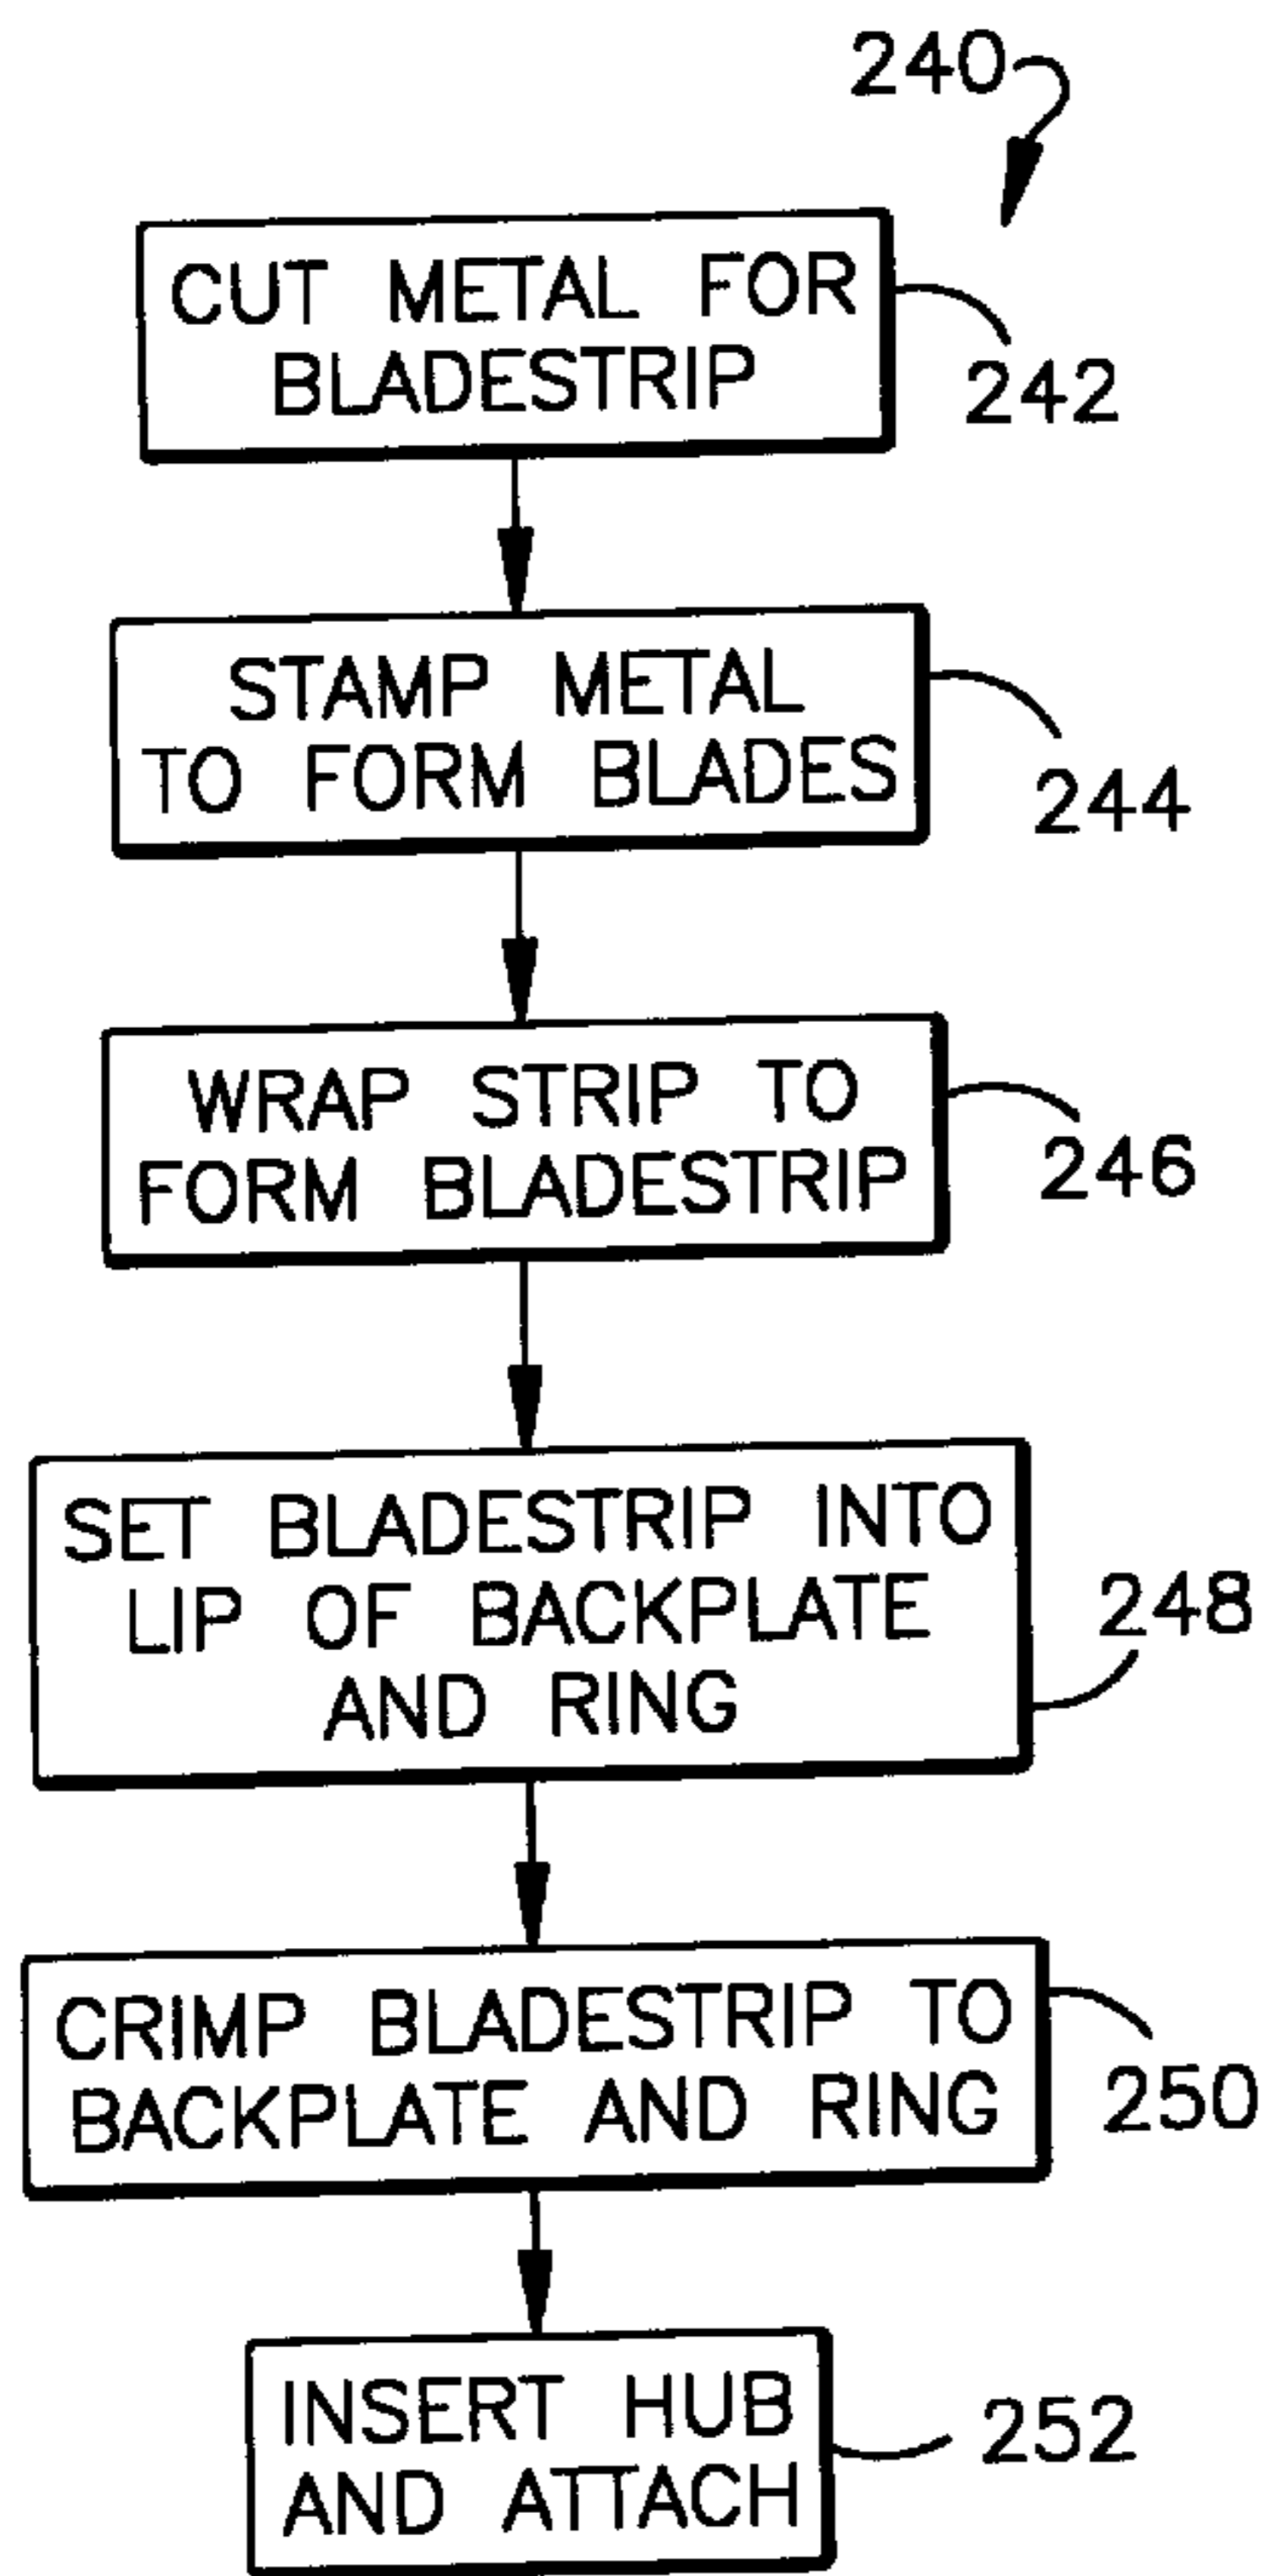 240
CUT METAL FOR
BLADESTRIP
242
STAMP METAL
TO FORM BLADES
244
WRAP STRIP TO
FORM BLADESTRIP
246
SET BLADESTRIP INTO
LIP OF BACKPLATE
AND RING
248
CRIMP BLADESTRIP TO
BACKPLATE AND RING
250
INSERT HUB
AND ATTACH
252